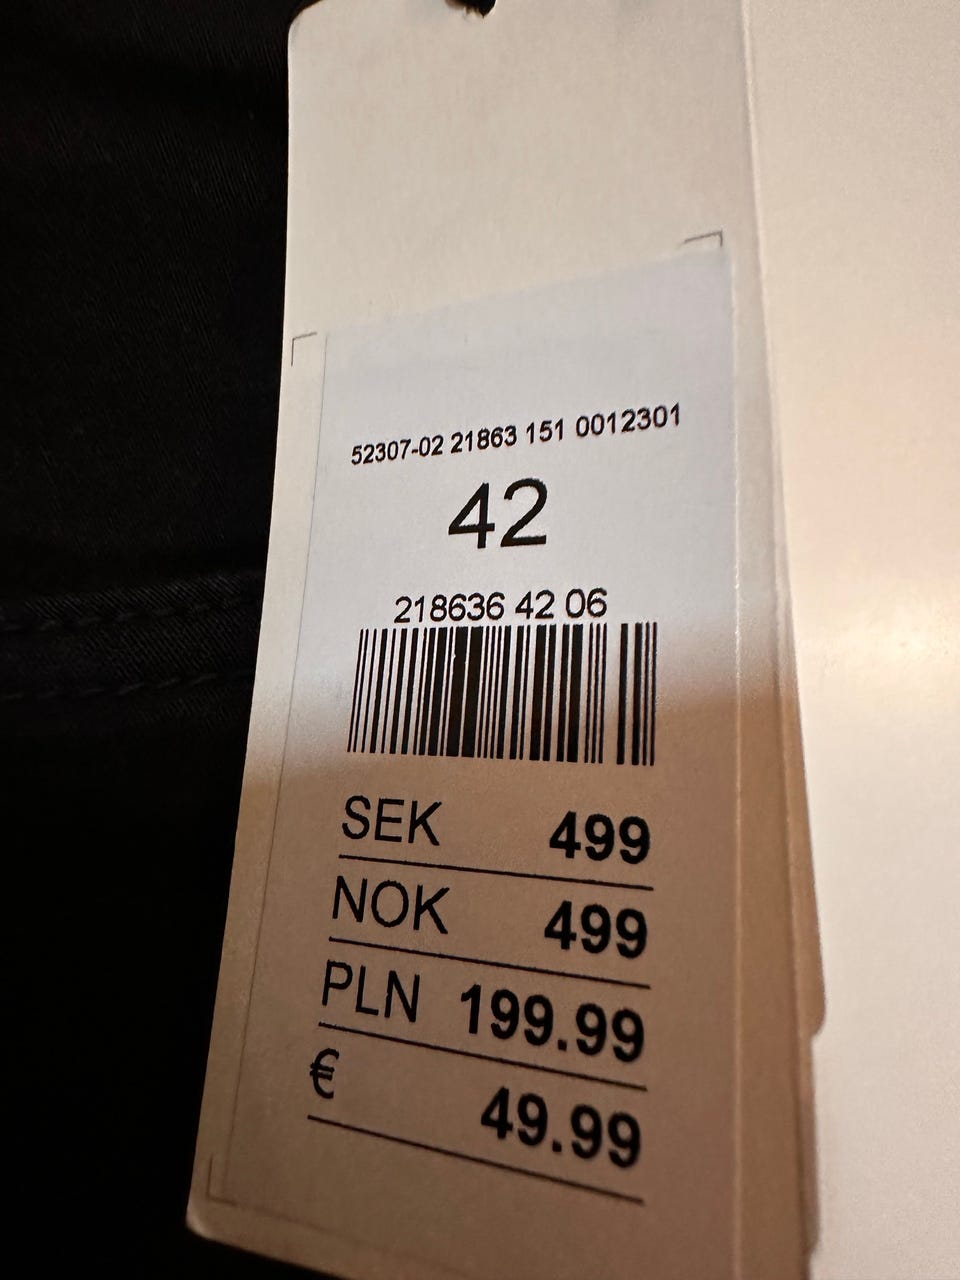 52307-02 21863 151 0012301
42
218636 42 06
SEK 499
NOK 499
PLN 199.99
€ 49.99